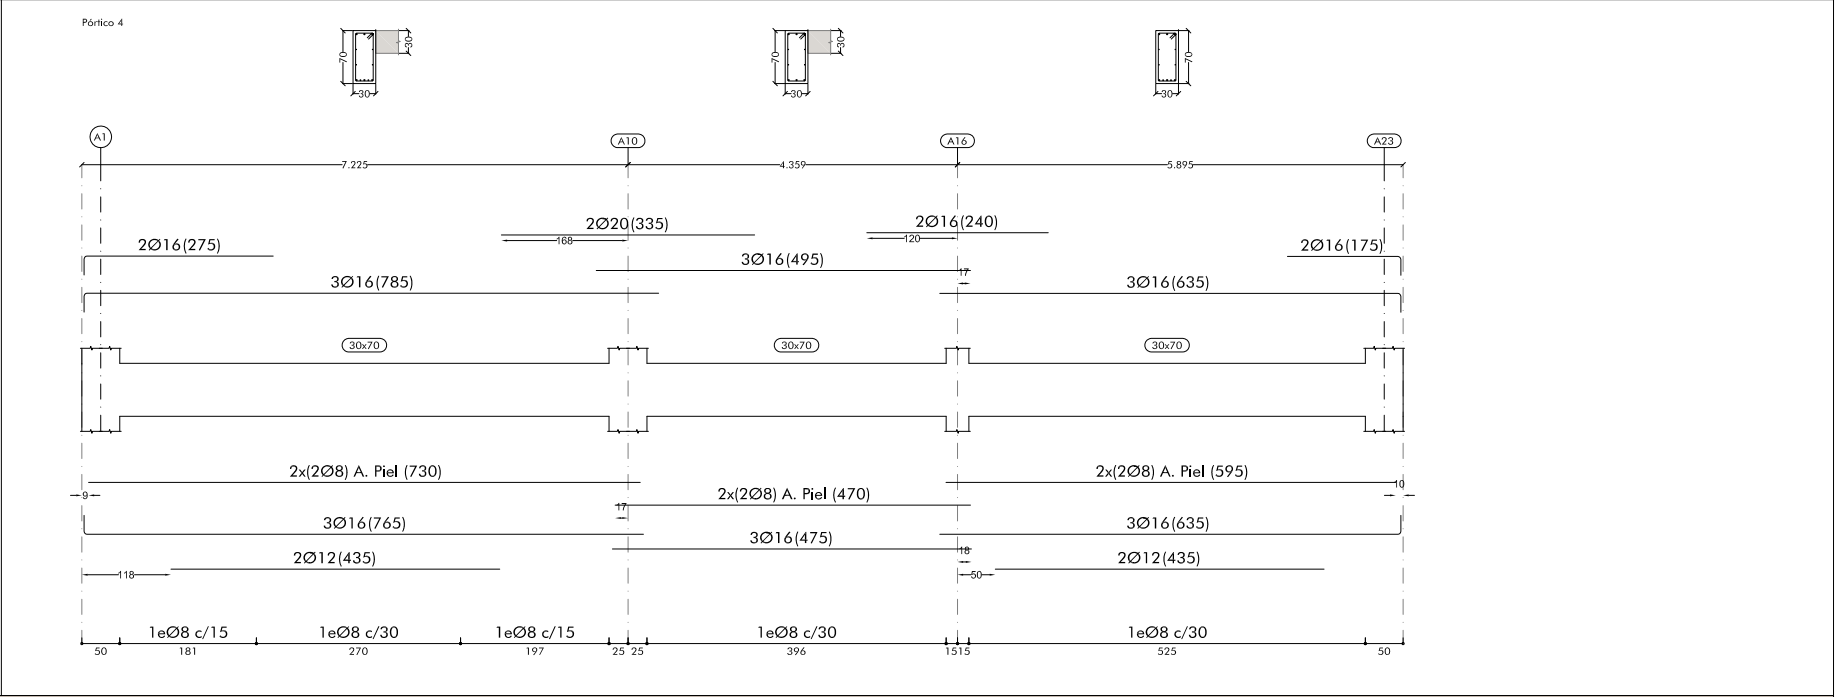 Pórtico 4
70
30
30
70
30
30
70
30
A1
A10
A16
A23
7.225
4.359
5.895
2Ø20(335)
2Ø16(240)
168
120
2Ø16(275)
2Ø16(175)
3Ø16(495)
17
3Ø16(785)
3Ø16(635)
30x70
30x70
30x70
2x(2Ø8) A. Piel (730)
2x(2Ø8) A. Piel (595)
9
10
2x(2Ø8) A. Piel (470)
17
3Ø16(765)
3Ø16(635)
3Ø16(475)
18
2Ø12(435)
2Ø12(435)
118
50
1eØ8 c/15
1eØ8 c/30
1eØ8 c/15
1eØ8 c/30
1eØ8 c/30
50
181
270
197
25
25
396
1515
525
50